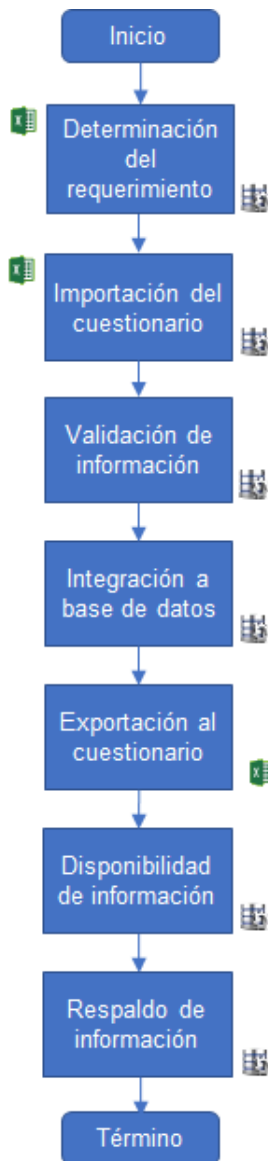 Inicio
Determinación
del
requerimiento
Importación del
cuestionario
Validación de
información
Integración a
base de datos
Exportación al
cuestionario
Disponibilidad
de información
Respaldo de
información
Término